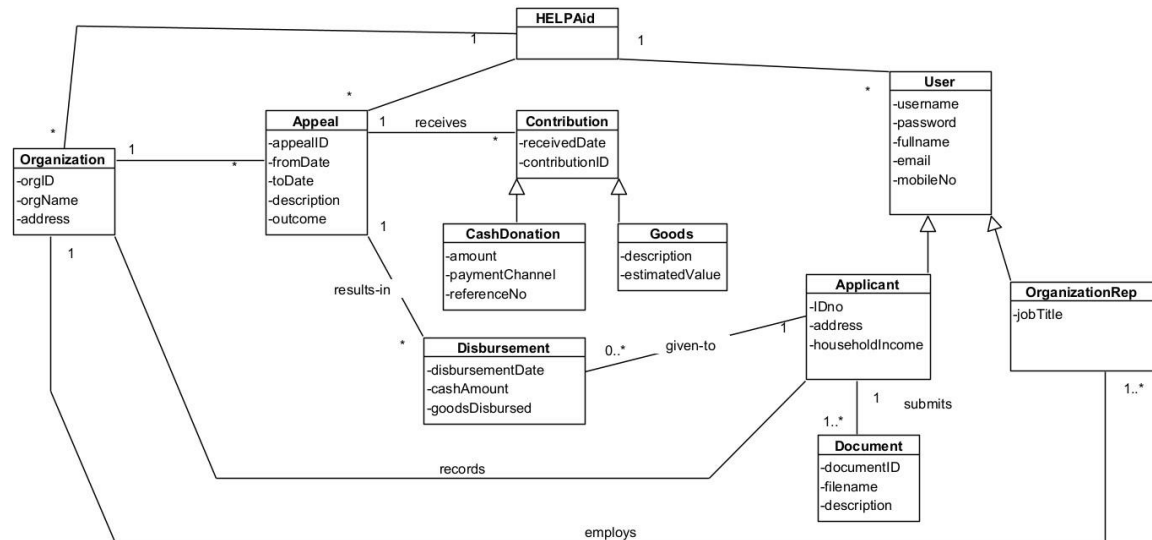 HELPAid
1
1
1
*
*
*
User
-username
-password
-fullname
-email
-mobileNo
Appeal
-appealID
-fromDate
-toDate
-description
-outcome
1
receives
*
Contribution
-receivedDate
-contributionID
Organization
-orgID
-orgName
-address
1
*
1
1
CashDonation
-amount
-paymentChannel
-referenceNo
Goods
-description
-estimatedValue
results-in
*
Applicant
-IDno
-address
-householdIncome
OrganizationRep
-jobTitle
Disbursement
-disbursementDate
-cashAmount
-goodsDisbursed
0..*
given-to
1
1
submits
1..*
1..*
Document
-documentID
-filename
-description
records
employs